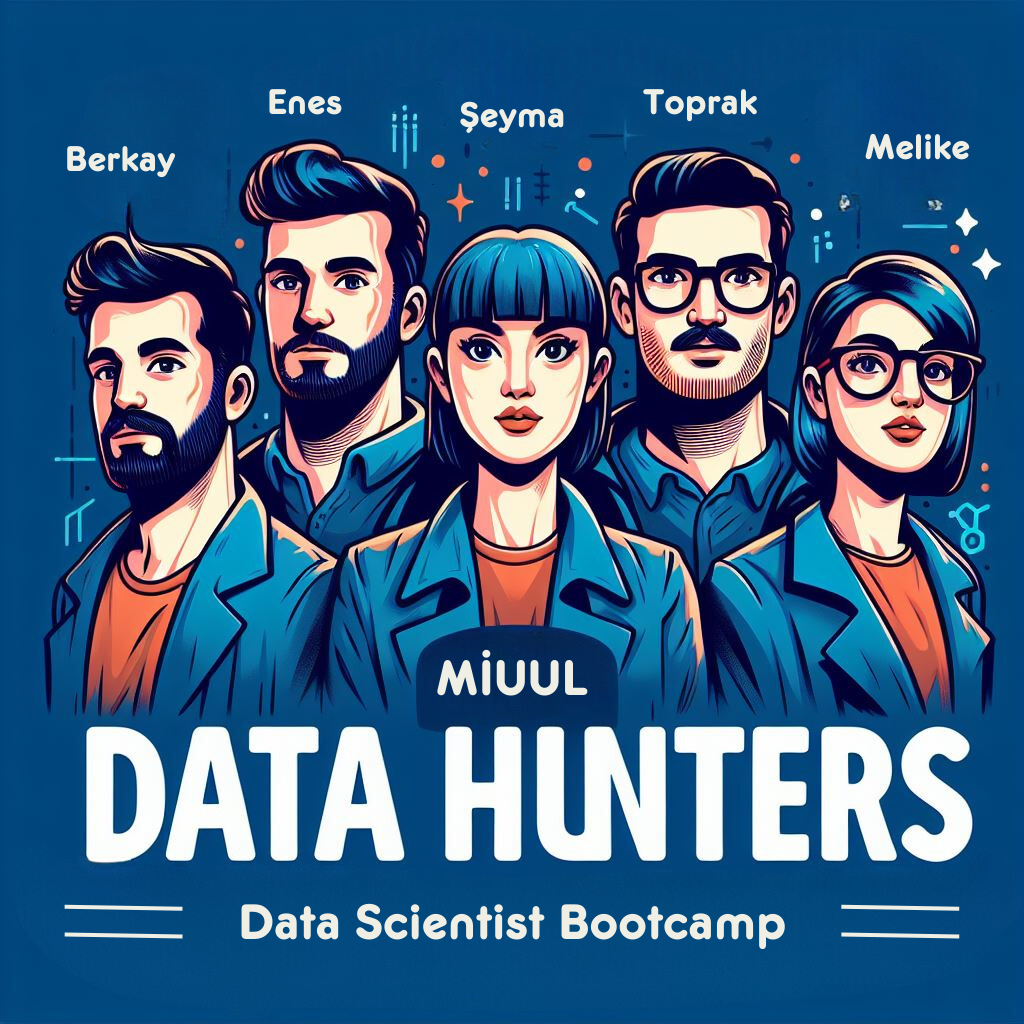 Enes
Şeyma
Toprak
Berkay
Melike
MİUUL
DATA HUNTERS
Data Scientist Bootcamp